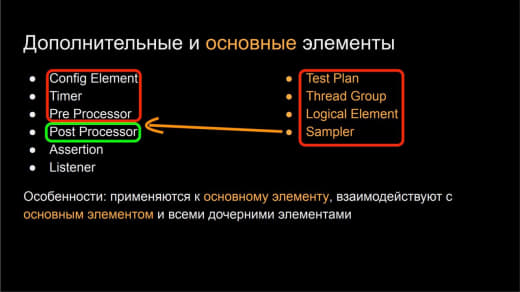 Дополнительные и основные элементы
Config Element
Timer
Pre Processor
Post Processor
Assertion
Listener
Test Plan
Thread Group
Logical Element
Sampler
Особенности: применяются к основному элементу, взаимодействуют с
основным элементом и всеми дочерними элементами